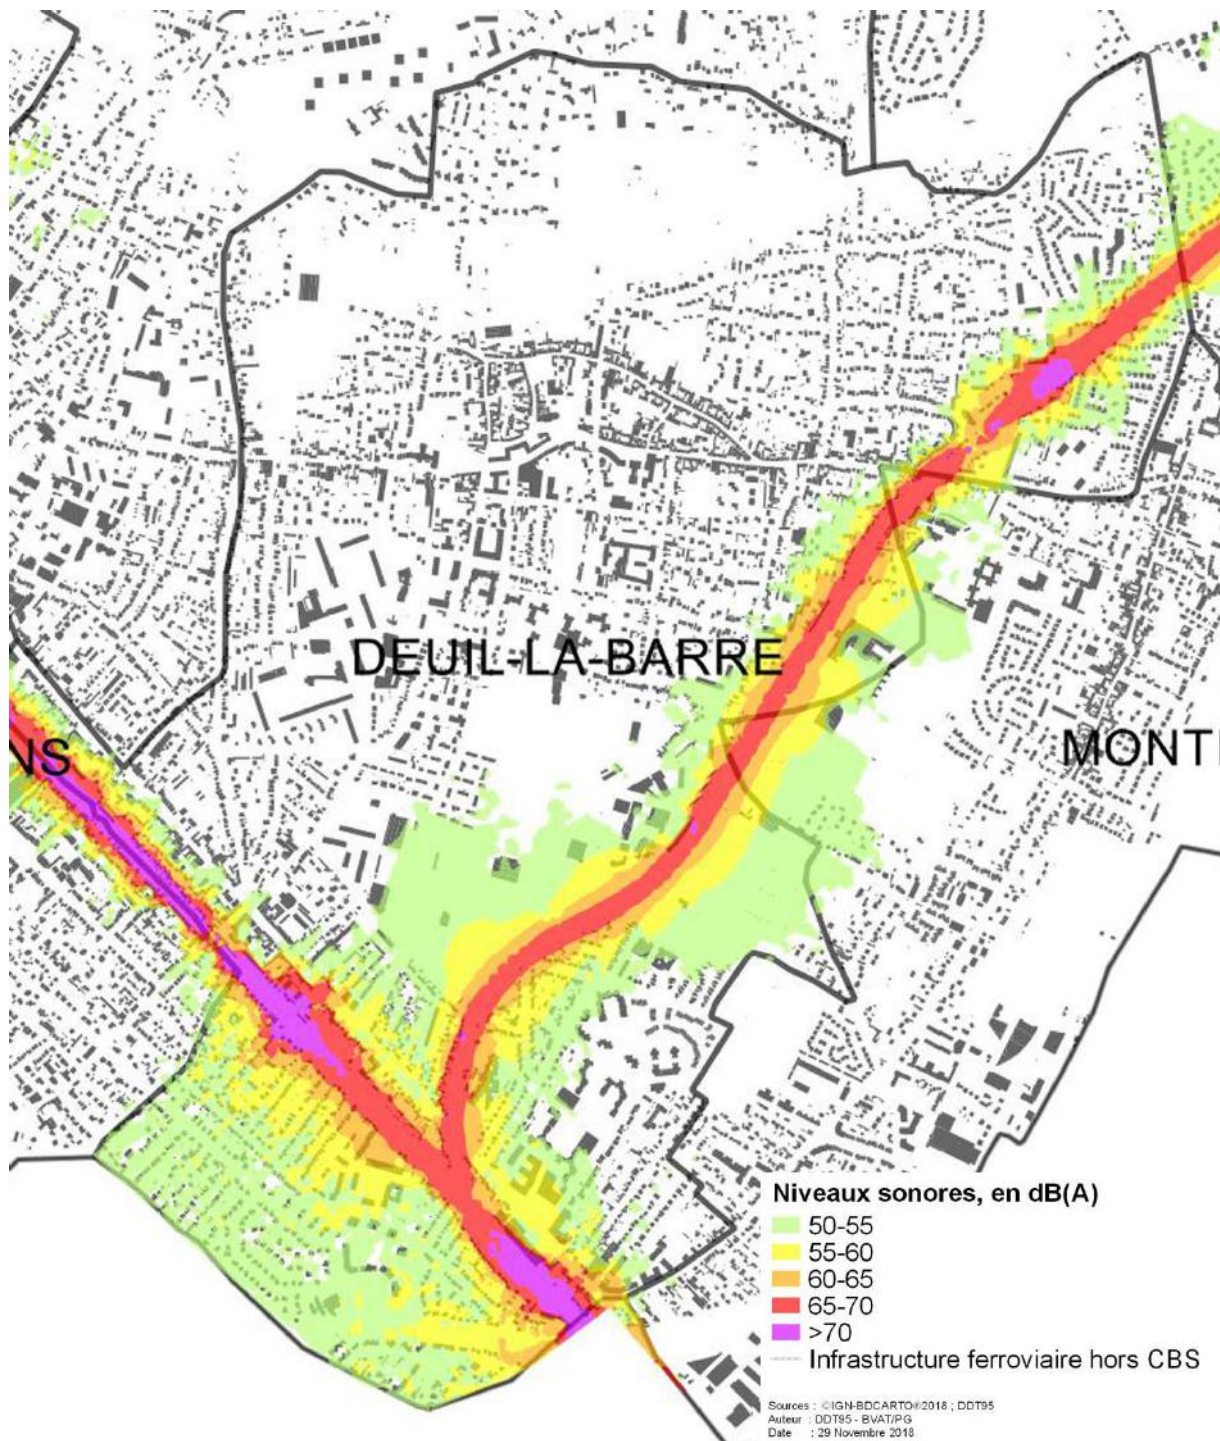 DEUIL-LA-BARRE
NS
MONT
Niveaux sonores, en dB(A)
50-55
55-60
60-65
65-70
>70
Infrastructure ferroviaire hors CBS
Sources : ©IGN-BDCARTO®2018 ; DDT95
Auteur : DDT95 - BVAT/PG
Date : 29 Novembre 2018